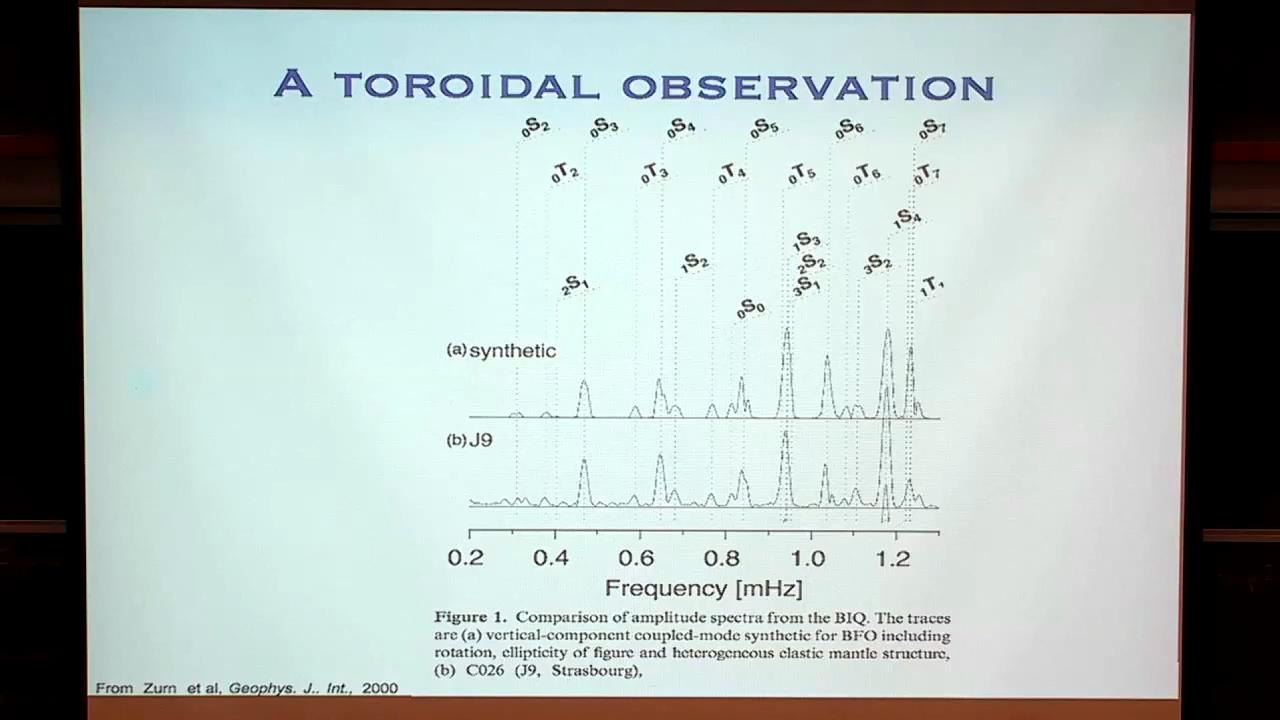 A TOROIDAL OBSERVATION
₀S₂ ₀S₃ ₀S₄ ₀S₅ ₀S₆ ₀S₇
₀T₂ ₀T₃ ₀T₄ ₀T₅ ₀T₆ ₀T₇
₁S₄
₁S₃
₁S₂ ₂S₂ ₃S₂
₂S₁ ₃S₁ ₁T₁
₀S₀
(a) synthetic
(b) J9
0.2 0.4 0.6 0.8 1.0 1.2
Frequency [mHz]
Figure 1. Comparison of amplitude spectra from the BIQ. The traces
are (a) vertical-component coupled-mode synthetic for BFO including
rotation, ellipticity of figure and heterogeneous elastic mantle structure,
(b) C026 (J9, Strasbourg),
From Zurn et al, Geophys. J.. Int., 2000